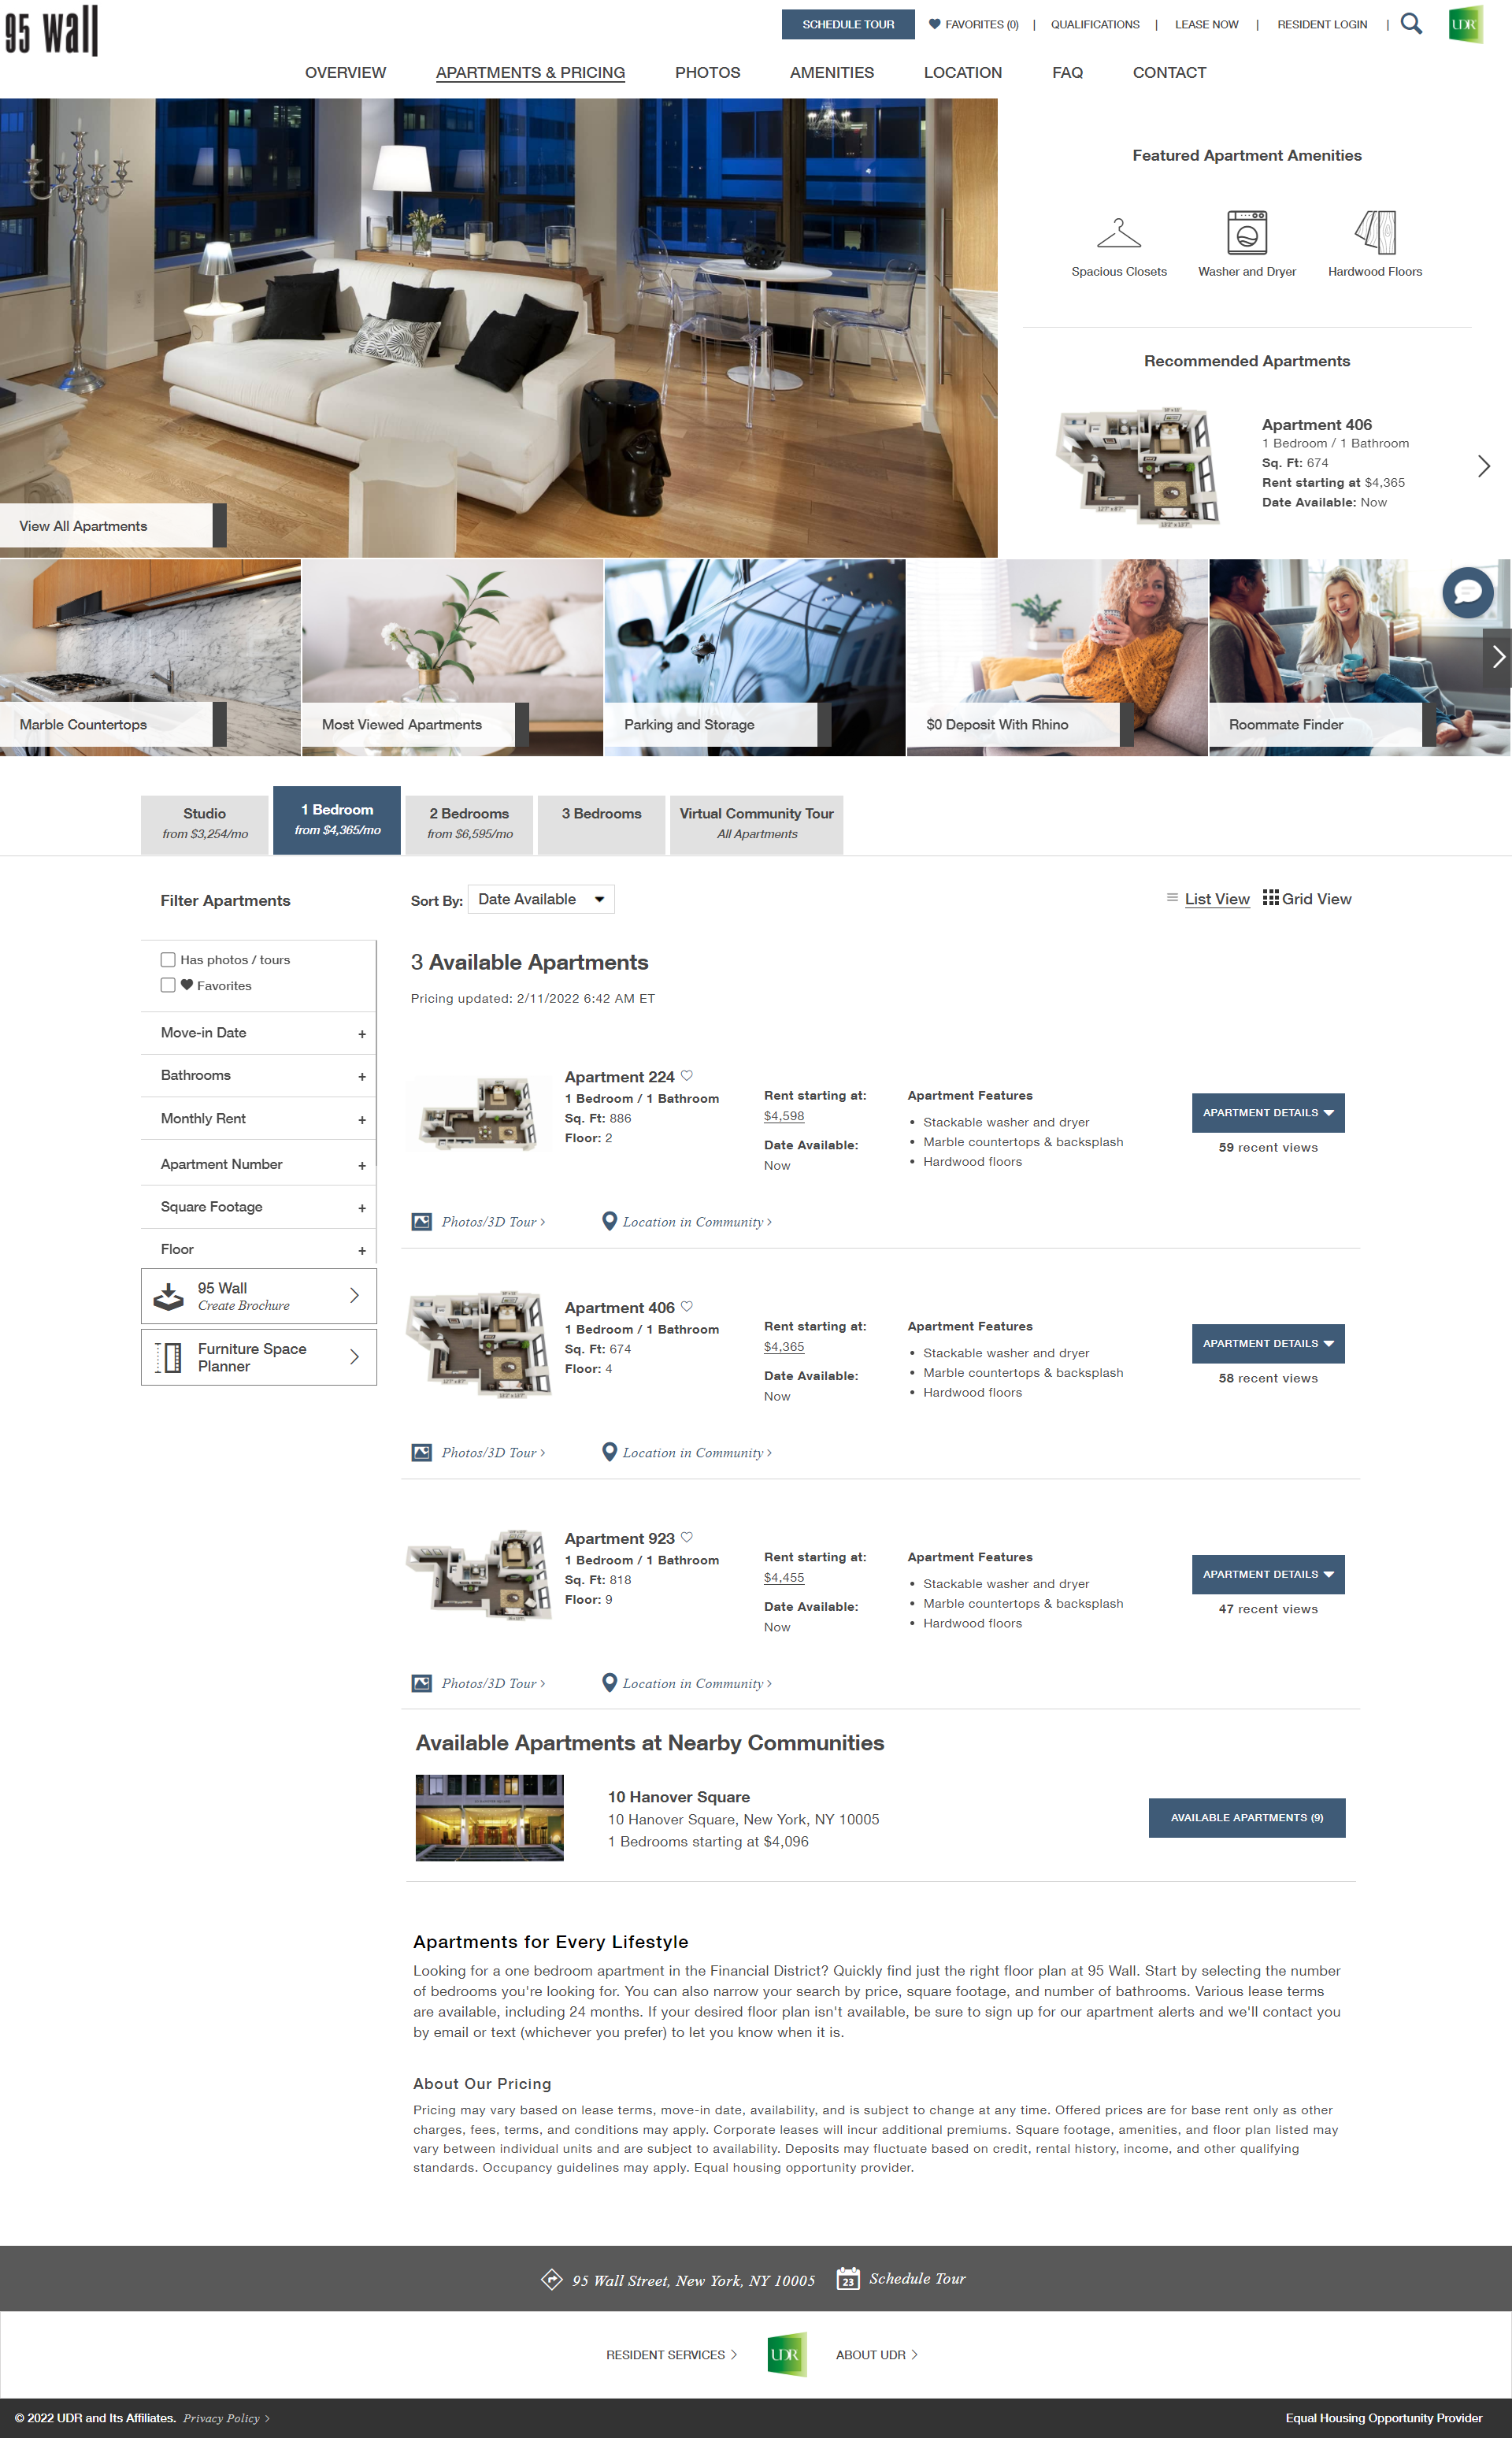 95 wall
SCHEDULE TOUR
FAVORITES (0) | QUALIFICATIONS | LEASE NOW | RESIDENT LOGIN |
UDR
OVERVIEW
APARTMENTS & PRICING
PHOTOS
AMENITIES
LOCATION
FAQ
CONTACT
View All Apartments
Featured Apartment Amenities
Spacious Closets
Washer and Dryer
Hardwood Floors
Recommended Apartments
Apartment 406
1 Bedroom / 1 Bathroom
Sq. Ft: 674
Rent starting at $4,365
Date Available: Now
Marble Countertops
Most Viewed Apartments
Parking and Storage
$0 Deposit With Rhino
Roommate Finder
Studio
from $3,254/mo
1 Bedroom
from $4,365/mo
2 Bedrooms
from $6,595/mo
3 Bedrooms
Virtual Community Tour
All Apartments
Filter Apartments
Has photos / tours
Favorites
Move-in Date +
Bathrooms +
Monthly Rent +
Apartment Number +
Square Footage +
Floor +
95 Wall
Create Brochure
Furniture Space
Planner
Sort By: Date Available
List View
Grid View
3 Available Apartments
Pricing updated: 2/11/2022 6:42 AM ET
Apartment 224
1 Bedroom / 1 Bathroom
Sq. Ft: 886
Floor: 2
Rent starting at:
$4,598
Date Available:
Now
Apartment Features
• Stackable washer and dryer
• Marble countertops & backsplash
• Hardwood floors
APARTMENT DETAILS
59 recent views
Photos/3D Tour >
Location in Community >
Apartment 406
1 Bedroom / 1 Bathroom
Sq. Ft: 674
Floor: 4
Rent starting at:
$4,365
Date Available:
Now
Apartment Features
• Stackable washer and dryer
• Marble countertops & backsplash
• Hardwood floors
APARTMENT DETAILS
58 recent views
Photos/3D Tour >
Location in Community >
Apartment 923
1 Bedroom / 1 Bathroom
Sq. Ft: 818
Floor: 9
Rent starting at:
$4,455
Date Available:
Now
Apartment Features
• Stackable washer and dryer
• Marble countertops & backsplash
• Hardwood floors
APARTMENT DETAILS
47 recent views
Photos/3D Tour >
Location in Community >
Available Apartments at Nearby Communities
10 Hanover Square
10 Hanover Square, New York, NY 10005
1 Bedrooms starting at $4,096
AVAILABLE APARTMENTS (9)
Apartments for Every Lifestyle
Looking for a one bedroom apartment in the Financial District? Quickly find just the right floor plan at 95 Wall. Start by selecting the number
of bedrooms you're looking for. You can also narrow your search by price, square footage, and number of bathrooms. Various lease terms
are available, including 24 months. If your desired floor plan isn't available, be sure to sign up for our apartment alerts and we'll contact you
by email or text (whichever you prefer) to let you know when it is.
About Our Pricing
Pricing may vary based on lease terms, move-in date, availability, and is subject to change at any time. Offered prices are for base rent only as other
charges, fees, terms, and conditions may apply. Corporate leases will incur additional premiums. Square footage, amenities, and floor plan listed may
vary between individual units and are subject to availability. Deposits may fluctuate based on credit, rental history, income, and other qualifying
standards. Occupancy guidelines may apply. Equal housing opportunity provider.
95 Wall Street, New York, NY 10005
23
Schedule Tour
RESIDENT SERVICES >
UDR
ABOUT UDR >
© 2022 UDR and Its Affiliates. Privacy Policy >
Equal Housing Opportunity Provider